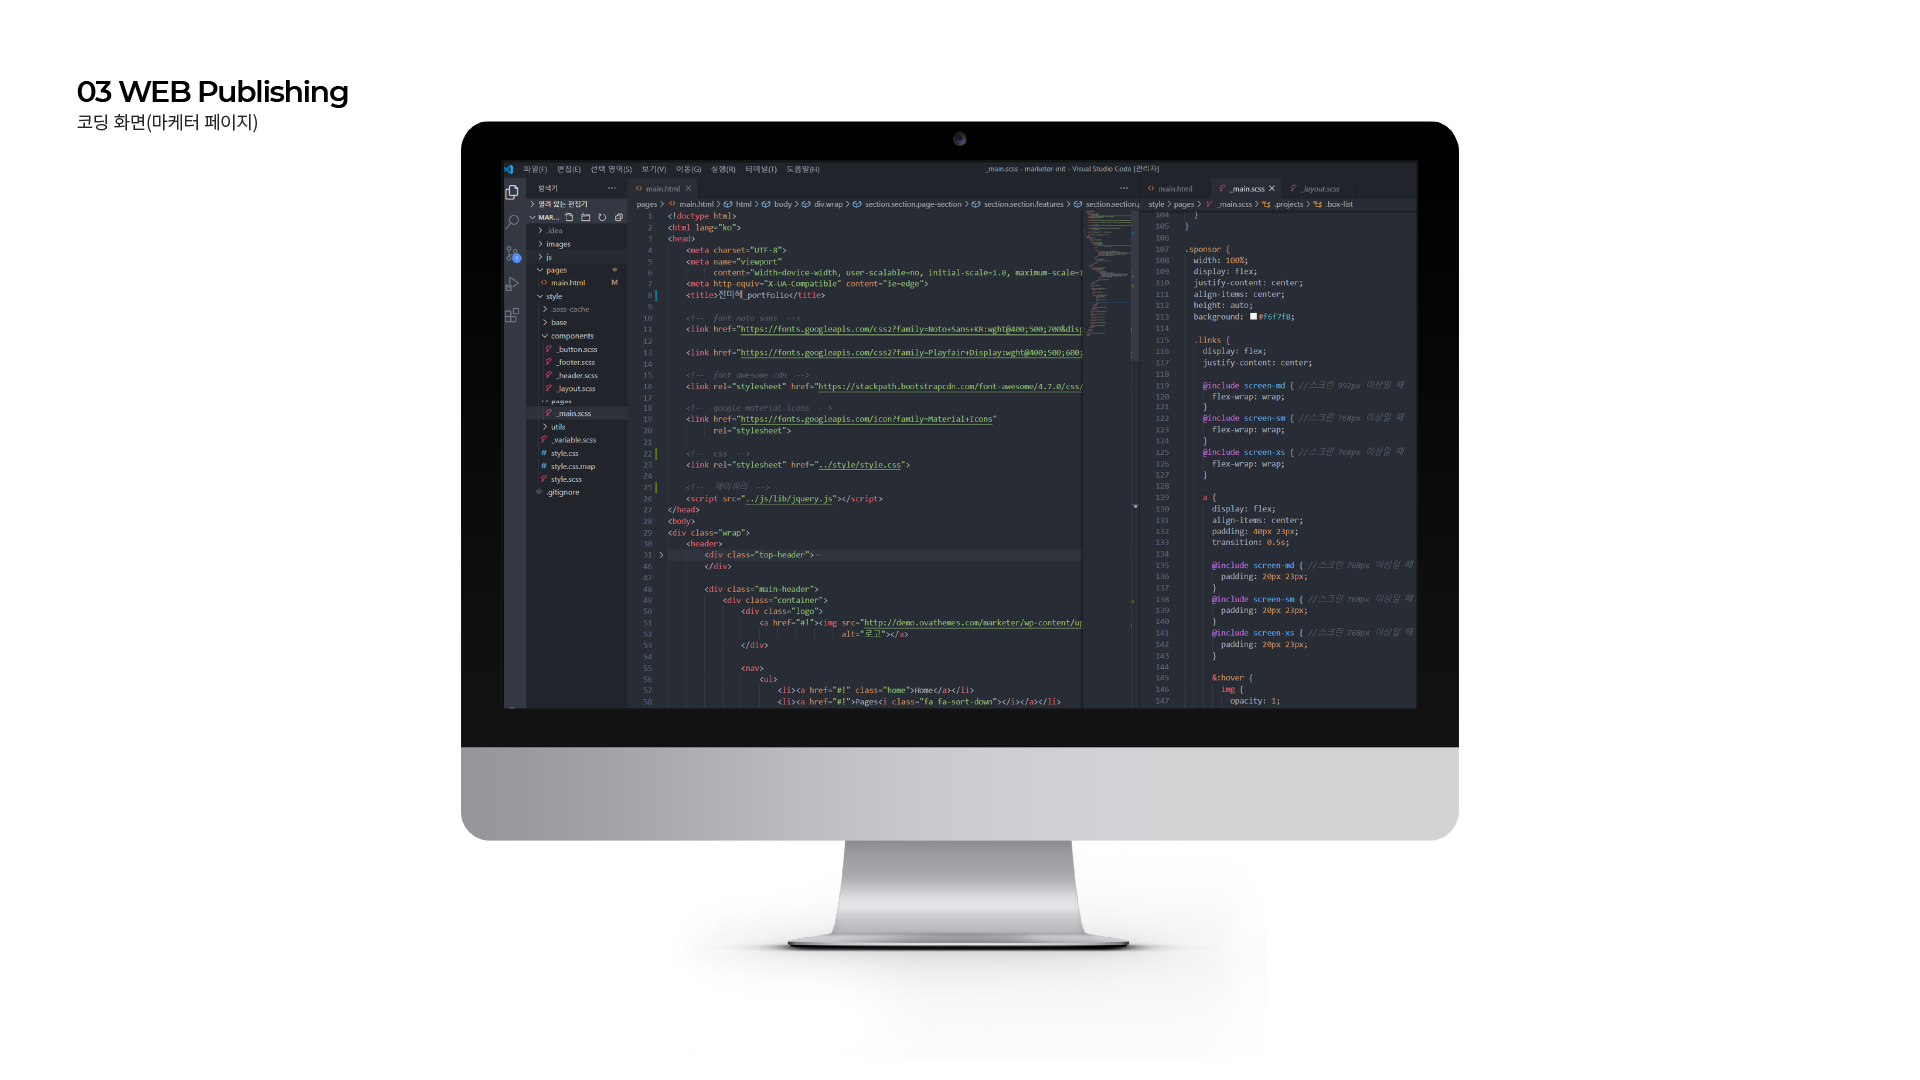 03 WEB Publishing
코딩 화면(마케터 페이지)
파일(F) 편집(E) 선택 영역(S) 보기(V) 이동(G) 실행(R) 터미널(T) 도움말(H)
_main.scss - marketer-init - Visual Studio Code [관리자]
탐색기
열려 있는 편집기
MAR...
.idea
images
js
pages
main.html M
style
.sass-cache
base
components
_button.scss
_footer.scss
_header.scss
_layout.scss
pages
_main.scss
utils
_variable.scss
style.css
style.css.map
style.scss
.gitignore
main.html
pages > main.html > html > body > div.wrap > section.section.page-section > section.section.features > section.section.
1 <!doctype html>
2 <html lang="ko">
3 <head>
4 <meta charset="UTF-8">
5 <meta name="viewport"
6 content="width=device-width, user-scalable=no, initial-scale=1.0, maximum-scale=1
7 <meta http-equiv="X-UA-Compatible" content="ie=edge">
8 <title>전미혜_portfolio</title>
9
10 <!-- font noto sans -->
11 <link href="https://fonts.googleapis.com/css2?family=Noto+Sans+KR:wght@400;500;700&disp
12
13 <link href="https://fonts.googleapis.com/css2?family=Playfair+Display:wght@400;500;600;
14
15 <!-- font awesome cdn -->
16 <link rel="stylesheet" href="https://stackpath.bootstrapcdn.com/font-awesome/4.7.0/css/
17
18 <!-- google material icons -->
19 <link href="https://fonts.googleapis.com/icon?family=Material+Icons"
20 rel="stylesheet">
21
22 <!-- css -->
23 <link rel="stylesheet" href="../style/style.css">
24
25 <!--제이쿼리 -->
26 <script src="../js/lib/jquery.js"></script>
27 </head>
28 <body>
29 <div class="wrap">
30 <header>
31 <div class="top-header">
46 </div>
47
48 <div class="main-header">
49 <div class="container">
50 <div class="logo">
51 <a href="#!"><img src="http://demo.ovathemes.com/marketer/wp-content/up
52 alt="로고"></a>
53 </div>
54
55 <nav>
56 <ul>
57 <li><a href="#!" class="home">Home</a></li>
58 <li><a href="#!">Pages<i class="fa fa-sort-down"></i></a></li>
main.html _main.scss _layout.scss
style > pages > _main.scss > .projects > .box-list
104 }
105 }
106
107 .sponsor {
108 width: 100%;
109 display: flex;
110 justify-content: center;
111 align-items: center;
112 height: auto;
113 background: #f6f7f8;
114
115 .links {
116 display: flex;
117 justify-content: center;
118
119 @include screen-md { //스크린 992px 이상일 때
120 flex-wrap: wrap;
121 }
122 @include screen-sm { //스크린 768px 이상일 때
123 flex-wrap: wrap;
124 }
125 @include screen-xs { //스크린 768px 이상일 때
126 flex-wrap: wrap;
127 }
128
129 a {
130 display: flex;
131 align-items: center;
132 padding: 40px 23px;
133 transition: 0.5s;
134
135 @include screen-md { //스크린 768px 이상일 때
136 padding: 20px 23px;
137 }
138 @include screen-sm { //스크린 768px 이상일 때
139 padding: 20px 23px;
140 }
141 @include screen-xs { //스크린 768px 이상일 때
142 padding: 20px 23px;
143 }
144
145 &:hover {
146 img {
147 opacity: 1;